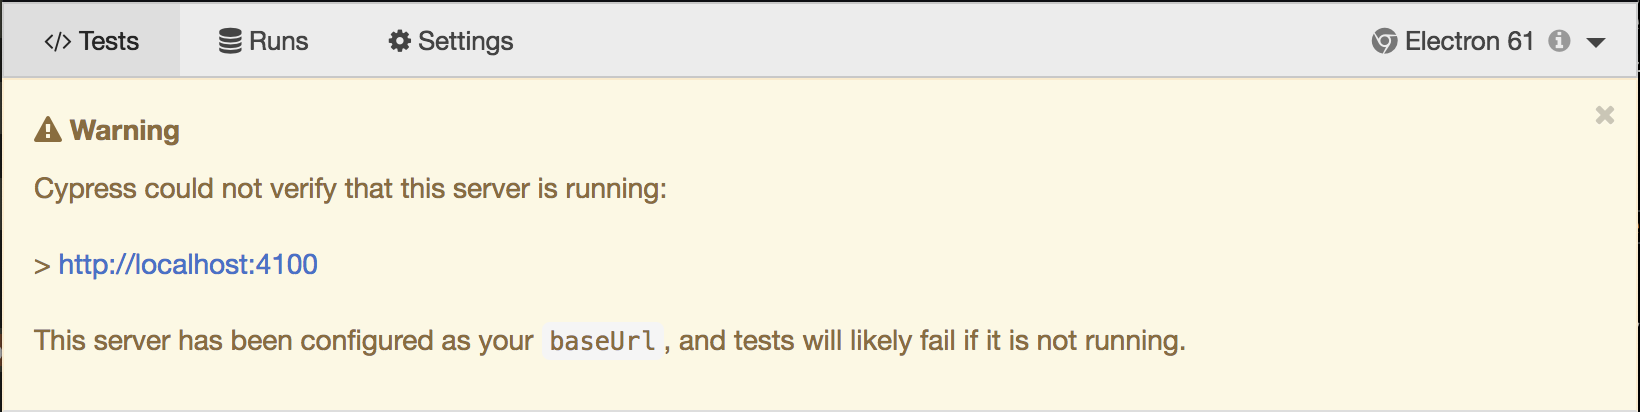 </> Tests Runs Settings Electron 61
Warning
Cypress could not verify that this server is running:
> http://localhost:4100
This server has been configured as your baseUrl, and tests will likely fail if it is not running.